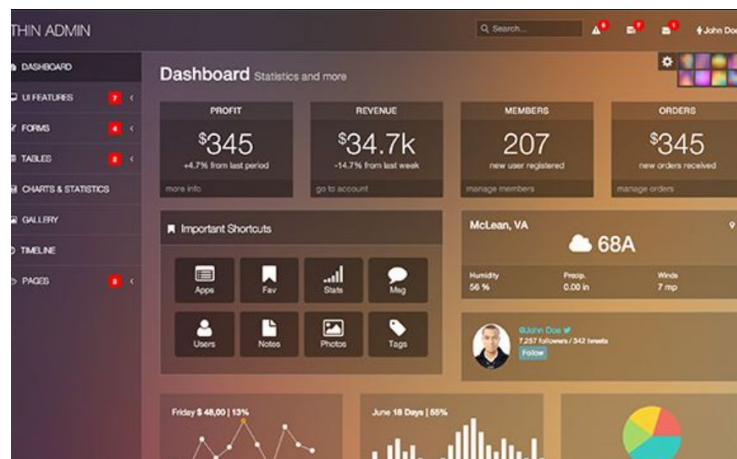 THIN ADMIN
Search...
John Doe
DASHBOARD
UI FEATURES 7
FORMS 4
TABLES
CHARTS & STATISTICS
GALLERY
TIMELINE
PAGES
Dashboard Statistics and more
PROFIT
$345
+4.7% from last period
more info
REVENUE
$34.7k
-14.7% from last week
go to account
MEMBERS
207
new user registered
manage members
ORDERS
$345
new orders received
manage orders
Important Shortcuts
Apps
Fav
Stats
Msg
Users
Notes
Photos
Tags
McLean, VA
68A
Humidity
56 %
Precip.
0.00 in
Winds
7 mp
@John Doe
7,257 followers / 342 tweets
Follow
Friday $ 48,00 | 13%
June 18 Days | 55%